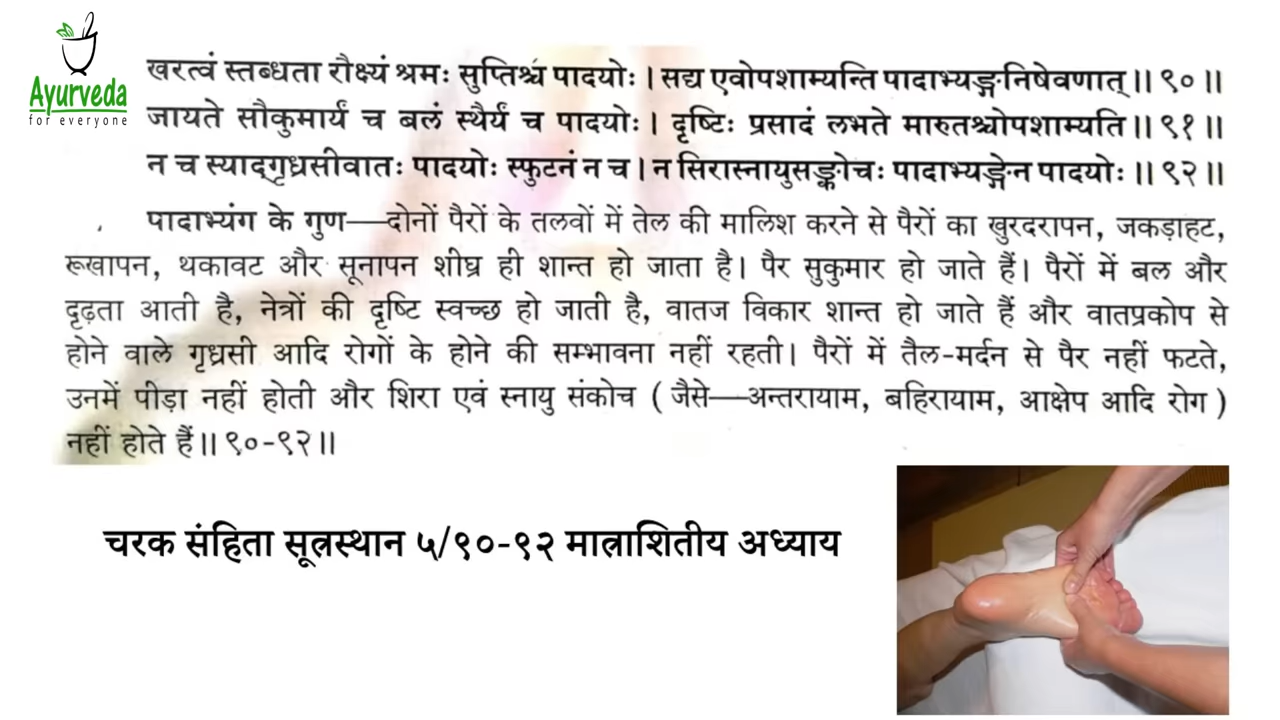 Ayurveda
for everyone
खरत्वं स्तब्धता रौक्ष्यं श्रमः सुप्तिश्च पादयोः । सद्य एवोपशाम्यन्ति पादाभ्यङ्गनिषेवणात् ॥ ९० ॥
जायते सौकुमार्यं च बलं स्थैर्यं च पादयोः । दृष्टिः प्रसादं लभते मारुतश्चोपशाम्यति ॥ ९१ ॥
न च स्याद्गृध्रसीवातः पादयोः स्फुटनं न च । न सिरास्नायुसङ्कोचः पादाभ्यङ्गेन पादयोः ॥ ९२ ॥
पादाभ्यंग के गुण—दोनों पैरों के तलवों में तेल की मालिश करने से पैरों का खुरदरापन, जकड़ाहट,
रूखापन, थकावट और सूनापन शीघ्र ही शान्त हो जाता है। पैर सुकुमार हो जाते हैं। पैरों में बल और
दृढ़ता आती है, नेत्रों की दृष्टि स्वच्छ हो जाती है, वातज विकार शान्त हो जाते हैं और वातप्रकोप से
होने वाले गृध्रसी आदि रोगों के होने की सम्भावना नहीं रहती। पैरों में तैल-मर्दन से पैर नहीं फटते,
उनमें पीड़ा नहीं होती और शिरा एवं स्नायु संकोच ( जैसे—अन्तरायाम, बहिरायाम, आक्षेप आदि रोग )
नहीं होते हैं॥ ९०-९२॥
चरक संहिता सूत्रस्थान ५/९०-९२ मात्राशितीय अध्याय